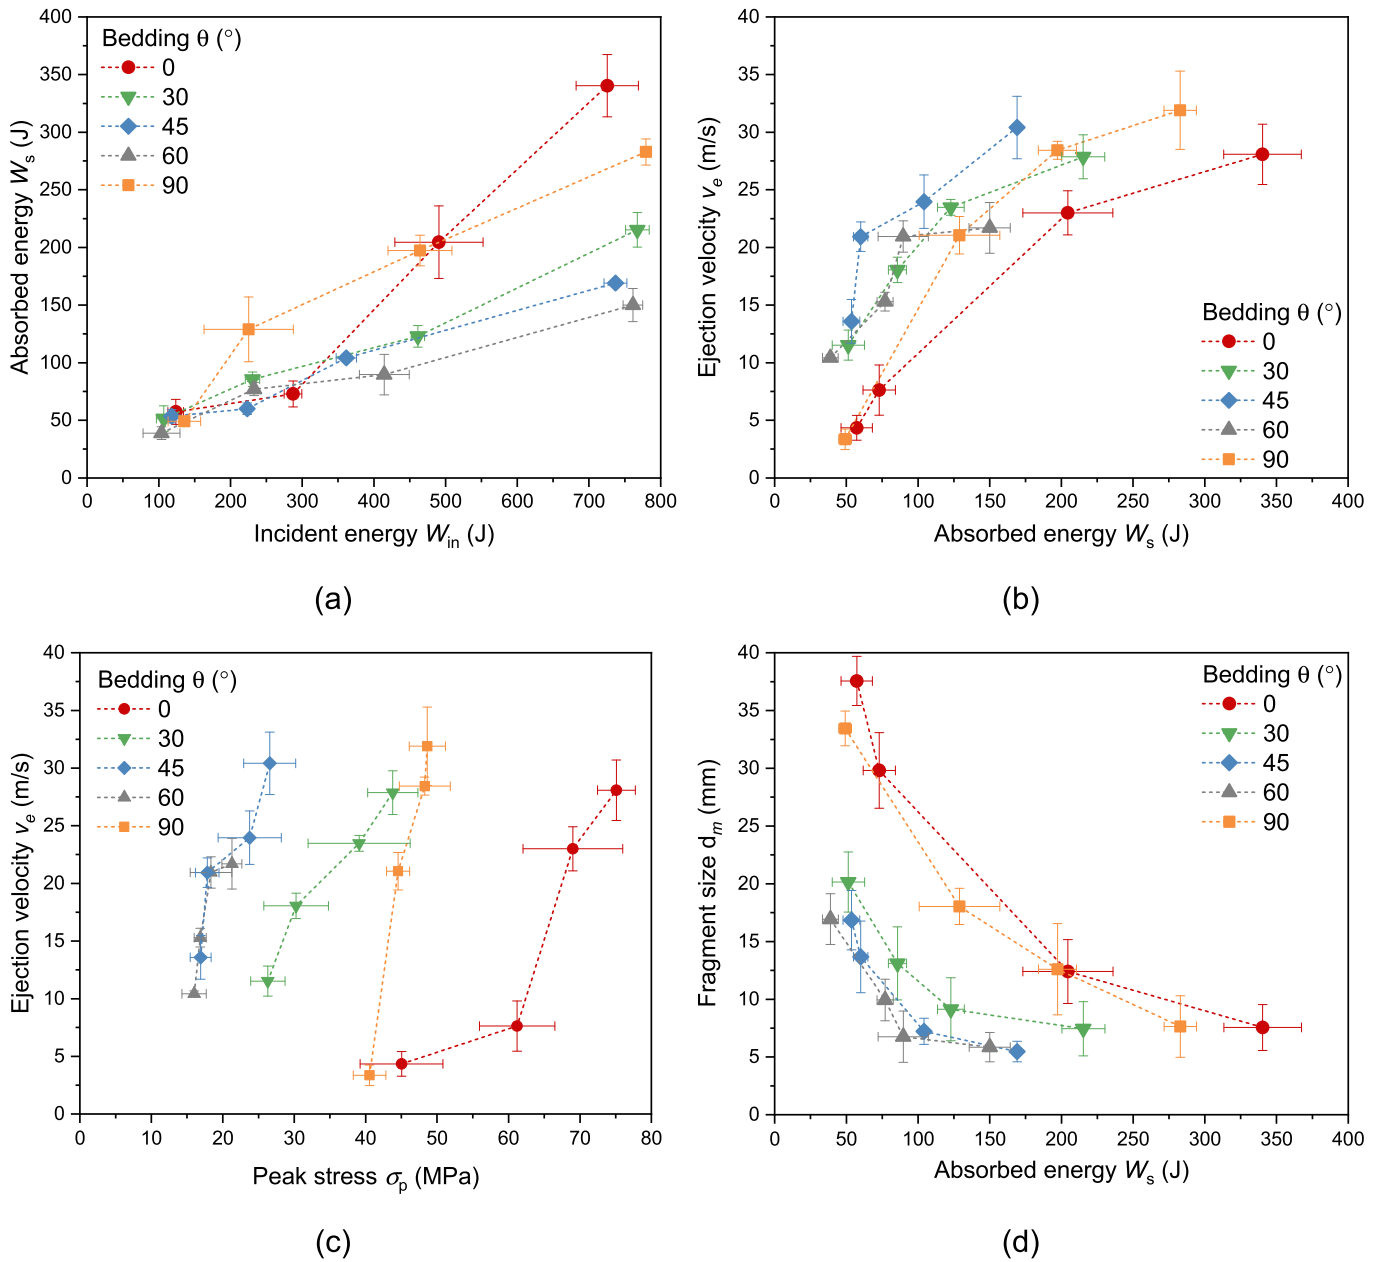 400
350
300
250
200
150
100
50
0
Absorbed energy Ws (J)
Bedding θ (°)
0
30
45
60
90
0 100 200 300 400 500 600 700 800
Incident energy Win (J)
(a)
40
35
30
25
20
15
10
5
0
Ejection velocity ve (m/s)
Bedding θ (°)
0
30
45
60
90
0 50 100 150 200 250 300 350 400
Absorbed energy Ws (J)
(b)
40
35
30
25
20
15
10
5
0
Ejection velocity ve (m/s)
Bedding θ (°)
0
30
45
60
90
0 10 20 30 40 50 60 70 80
Peak stress σp (MPa)
(c)
40
35
30
25
20
15
10
5
0
Fragment size dm (mm)
Bedding θ (°)
0
30
45
60
90
0 50 100 150 200 250 300 350 400
Absorbed energy Ws (J)
(d)